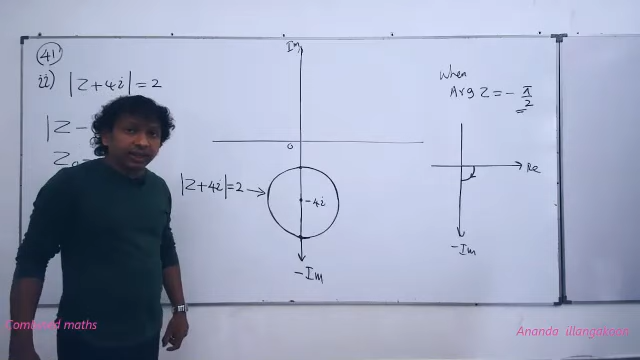 41
ii) |Z+4i|=2
|Z-
Z₀=
Im
0
|Z+4i|=2
-4i
-Im
When
Arg Z = - π/2
Re
-Im
Combined maths
Ananda illangakoon